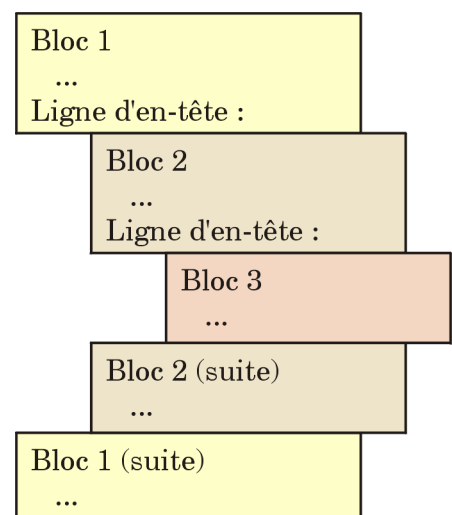 Bloc 1
...
Ligne d'en-tête :
Bloc 2
...
Ligne d'en-tête :
Bloc 3
...
Bloc 2 (suite)
...
Bloc 1 (suite)
...